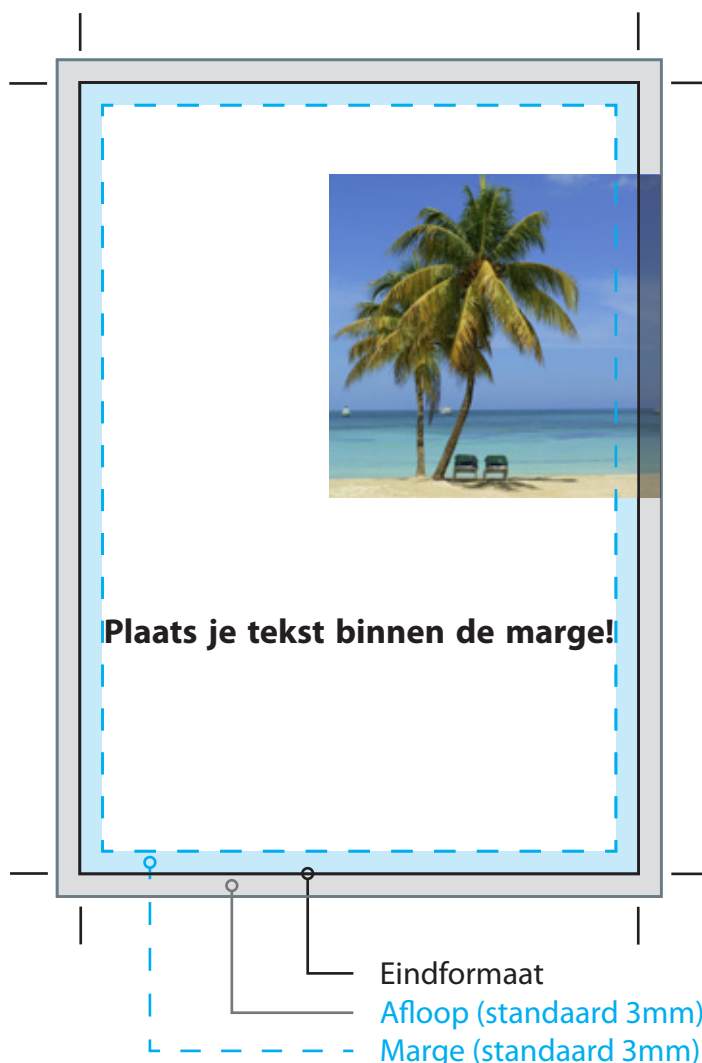 Plaats je tekst binnen de marge!
Eindformaat
Afloop (standaard 3mm)
Marge (standaard 3mm)